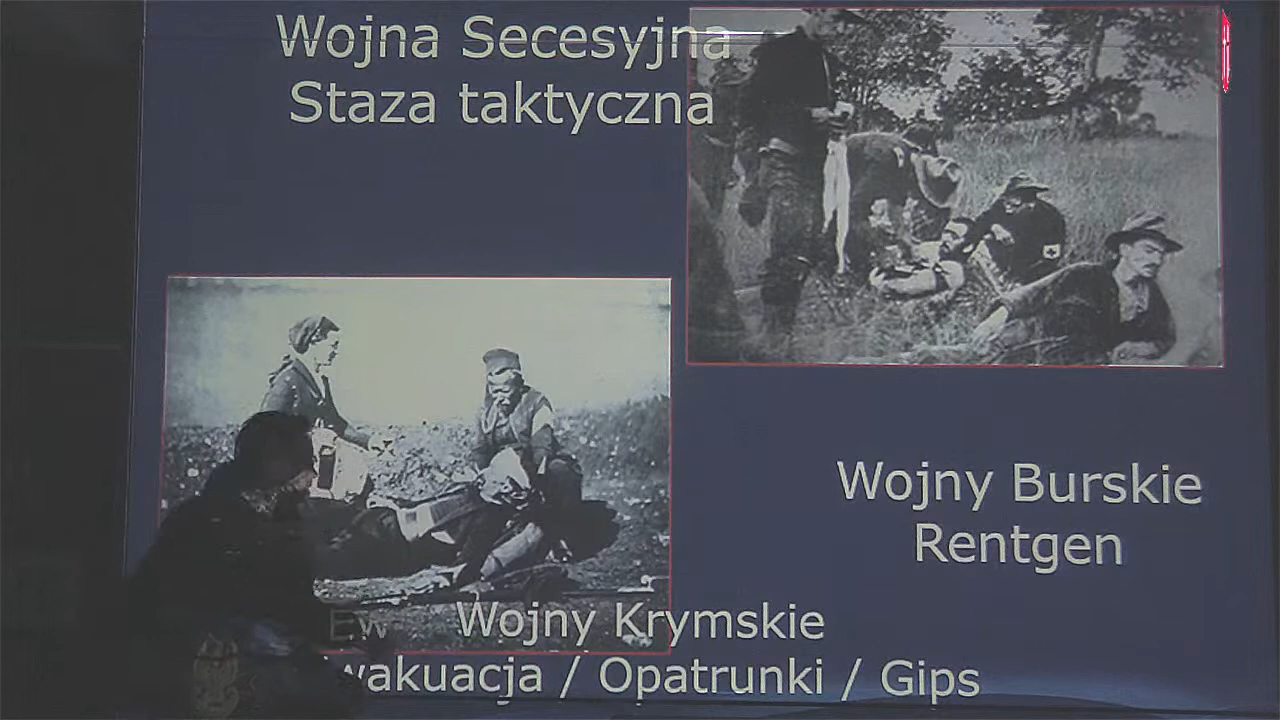 Wojna Secesyjna
Staza taktyczna
Wojny Burskie
Rentgen
Wojny Krymskie
wakuacja / Opatrunki / Gips